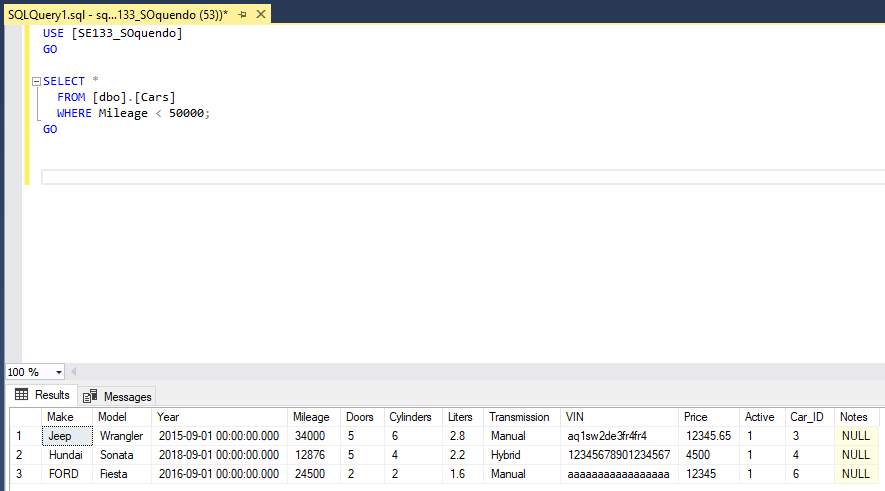 SQLQuery1.sql - sq...133_SOquendo (53))*
USE [SE133_SOquendo]
GO
SELECT *
FROM [dbo].[Cars]
WHERE Mileage < 50000;
GO
100 %
Results Messages
Make Model Year Mileage Doors Cylinders Liters Transmission VIN Price Active Car_ID Notes
1 Jeep Wrangler 2015-09-01 00:00:00.000 34000 5 6 2.8 Manual aq1sw2de3fr4fr4 12345.65 1 3 NULL
2 Hundai Sonata 2018-09-01 00:00:00.000 12876 5 4 2.2 Hybrid 12345678901234567 4500 1 4 NULL
3 FORD Fiesta 2016-09-01 00:00:00.000 24500 2 2 1.6 Manual aaaaaaaaaaaaaaaaa 12345 1 6 NULL